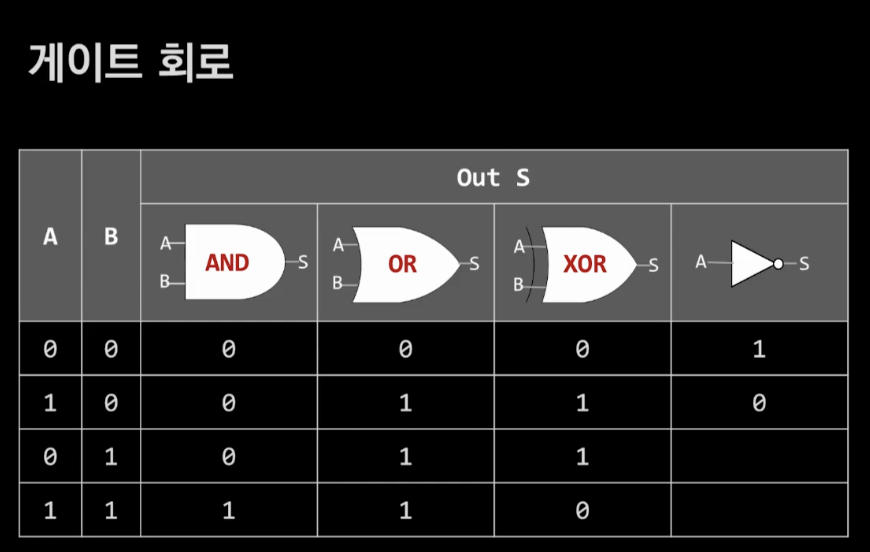 게이트 회로
A B Out S
A B AND S A B OR S A B XOR S A S
0 0 0 0 0 1
1 0 0 1 1 0
0 1 0 1 1
1 1 1 1 0